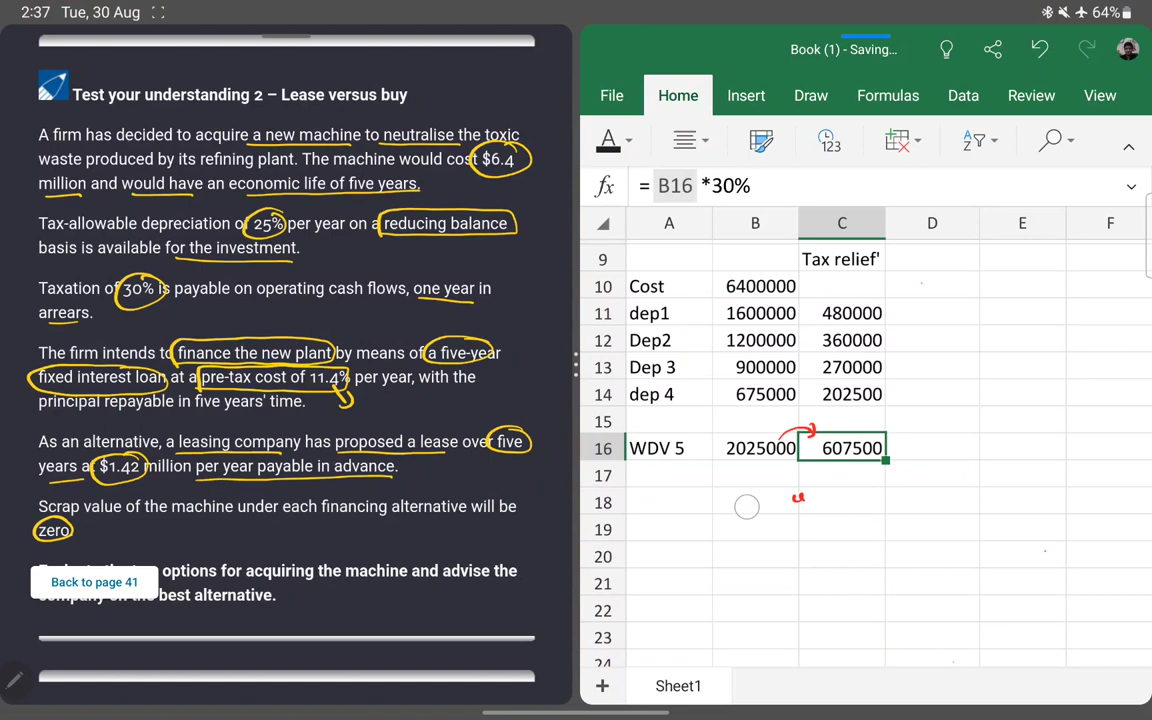 2:37 Tue, 30 Aug 64%
Test your understanding 2 – Lease versus buy
A firm has decided to acquire a new machine to neutralise the toxic
waste produced by its refining plant. The machine would cost $6.4
million and would have an economic life of five years.
Tax-allowable depreciation of 25% per year on a reducing balance
basis is available for the investment.
Taxation of 30% is payable on operating cash flows, one year in
arrears.
The firm intends to finance the new plant by means of a five-year
fixed interest loan at a pre-tax cost of 11.4% per year, with the
principal repayable in five years' time.
As an alternative, a leasing company has proposed a lease over five
years at $1.42 million per year payable in advance.
Scrap value of the machine under each financing alternative will be
zero
options for acquiring the machine and advise the
Back to page 41
on the best alternative.
Book (1) - Saving...
File Home Insert Draw Formulas Data Review View
A 123
fx = B16 *30%
A B C D E F
9 Tax relief'
10 Cost 6400000
11 dep1 1600000 480000
12 Dep2 1200000 360000
13 Dep 3 900000 270000
14 dep 4 675000 202500
15
16 WDV 5 2025000 607500
17
18
19
20
21
22
23
24
+ Sheet1